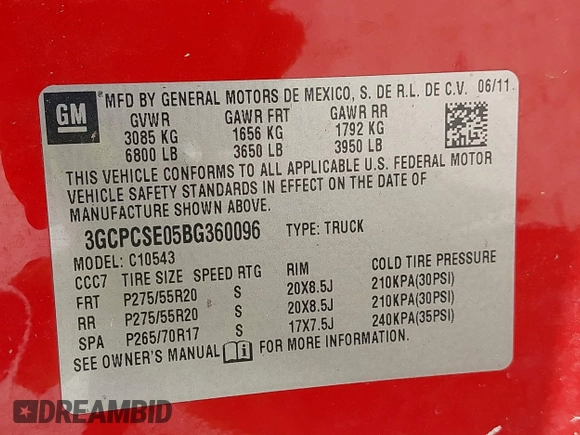 GM
MFD BY GENERAL MOTORS DE MEXICO, S. DE R.L. DE C.V. 06/11
GVWR GAWR FRT GAWR RR
3085 KG 1656 KG 1792 KG
6800 LB 3650 LB 3950 LB
THIS VEHICLE CONFORMS TO ALL APPLICABLE U.S. FEDERAL MOTOR
VEHICLE SAFETY STANDARDS IN EFFECT ON THE DATE OF
MANUFACTURE SHOWN ABOVE.
3GCPCSE05BG360096 TYPE: TRUCK
MODEL: C10543
CCC7 TIRE SIZE SPEED RTG RIM COLD TIRE PRESSURE
FRT P275/55R20 S 20X8.5J 210KPA(30PSI)
RR P275/55R20 S 20X8.5J 210KPA(30PSI)
SPA P265/70R17 S 17X7.5J 240KPA(35PSI)
SEE OWNER'S MANUAL FOR MORE INFORMATION.
DREAMBID